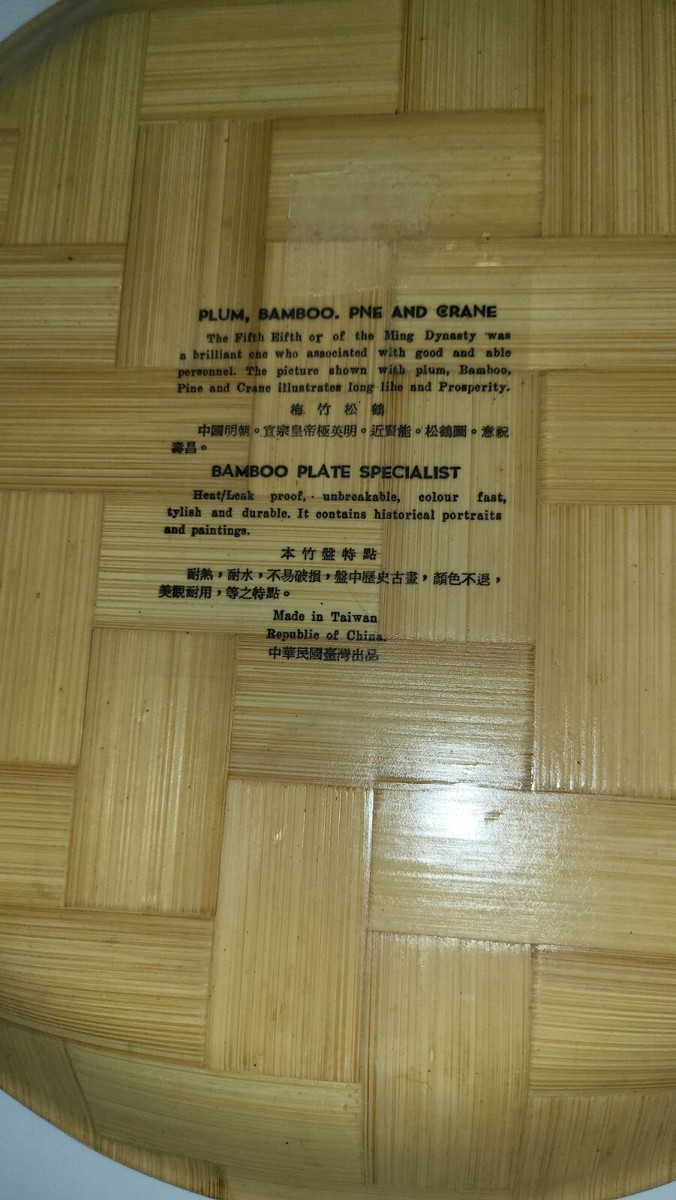 PLUM, BAMBOO. PNE AND CRANE
The Fifth Eifth or of the Ming Dynasty was
a brilliant one who associated with good and able
personnel. The picture shown with plum, Bamboo,
Pine and Crane illustrates long like and Prosperity.
梅竹松鶴
中國明朝。宣宗皇帝極英明。近賢能。松鶴圖。意祝
壽昌。
BAMBOO PLATE SPECIALIST
Heat/Leak proof, unbreakable, colour fast,
tylish and durable. It contains historical portraits
and paintings.
本竹盤特點
耐熱，耐水，不易破損，盤中歷史古畫，顏色不退，
美觀耐用，等之特點。
Made in Taiwan
Republic of China.
中華民國臺灣出品